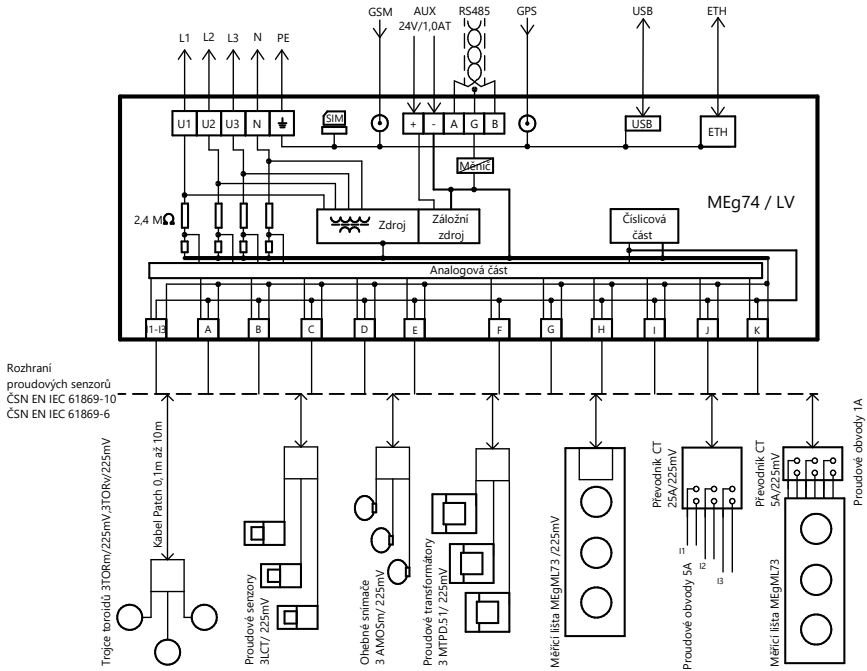 GSM
AUX
24V/1,0AT
RS485
GPS
USB
ETH
L1
L2
L3
N
PE
U1
U2
U3
N
SIM
+
-
A
G
B
USB
ETH
Měnič
MEg74 / LV
2,4 MΩ
Zdroj
Záložní
zdroj
Číslicová
část
Analogová část
I1-I3
A
B
C
D
E
F
G
H
I
J
K
Rozhraní
proudových senzorů
ČSN EN IEC 61869-10
ČSN EN IEC 61869-6
Trojce toroidů 3TORm/225mV,3TORv/225mV
Kabel Patch 0,1m až 10m
Proudové senzory
3LCT/ 225mV
Ohebné snímače
3 AMOSm/ 225mV
Proudové transformátory
3 MTPD.51/ 225mV
Měřicí lišta MEgML73 /225mV
Převodník CT
25A/225mV
I1
I2
I3
Proudové obvody 5A
Převodník CT
5A/225mV
Měřicí lišta MEgML73
Proudové obvody 1A